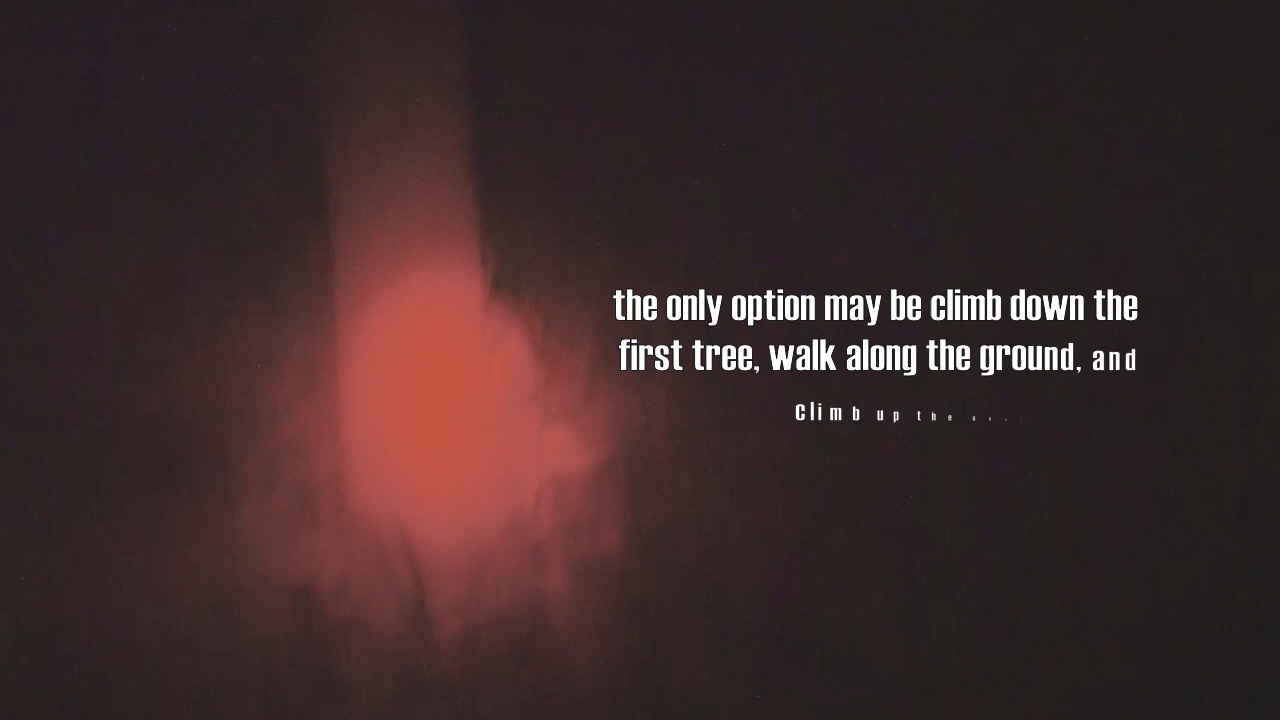 the only option may be climb down the
first tree, walk along the ground, and
Climb up the